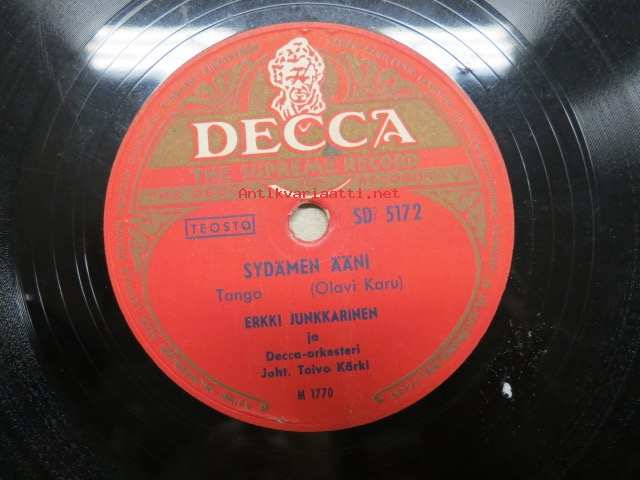 DECCA
THE SUPREME RECORD
Antikvariaatti.net
TEOSTO
SD 5172
SYDÄMEN ÄÄNI
Tango (Olavi Karu)
ERKKI JUNKKARINEN
ja
Decca-orkesteri
Joht. Toivo Kärki
M 1770